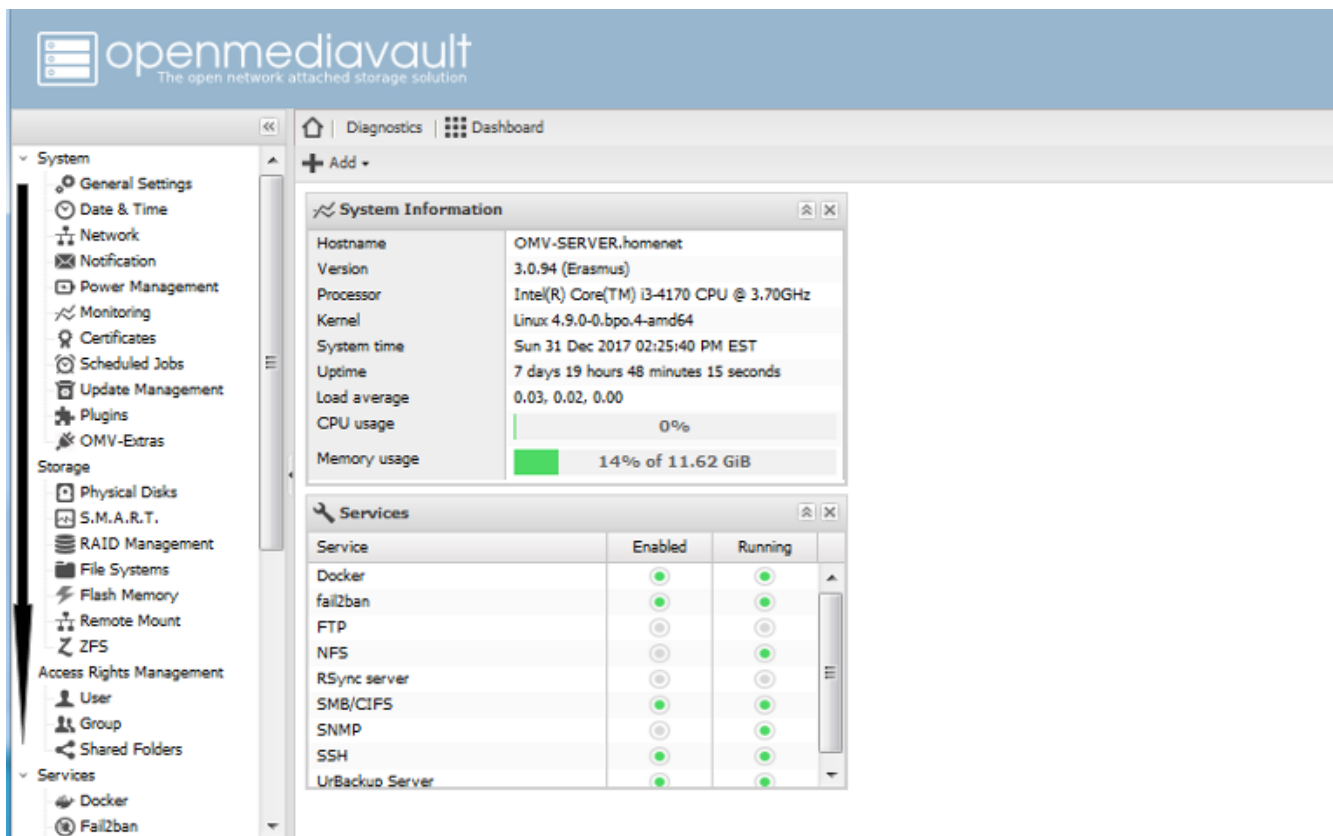 openmediavault
The open network attached storage solution
Diagnostics | Dashboard
Add
System
General Settings
Date & Time
Network
Notification
Power Management
Monitoring
Certificates
Scheduled Jobs
Update Management
Plugins
OMV-Extras
Storage
Physical Disks
S.M.A.R.T.
RAID Management
File Systems
Flash Memory
Remote Mount
ZFS
Access Rights Management
User
Group
Shared Folders
Services
Docker
Fail2ban
System Information
Hostname OMV-SERVER.homenet
Version 3.0.94 (Erasmus)
Processor Intel(R) Core(TM) i3-4170 CPU @ 3.70GHz
Kernel Linux 4.9.0-0.bpo.4-amd64
System time Sun 31 Dec 2017 02:25:40 PM EST
Uptime 7 days 19 hours 48 minutes 15 seconds
Load average 0.03, 0.02, 0.00
CPU usage 0%
Memory usage 14% of 11.62 GiB
Services
Service Enabled Running
Docker
fail2ban
FTP
NFS
RSync server
SMB/CIFS
SNMP
SSH
UrBackup Server